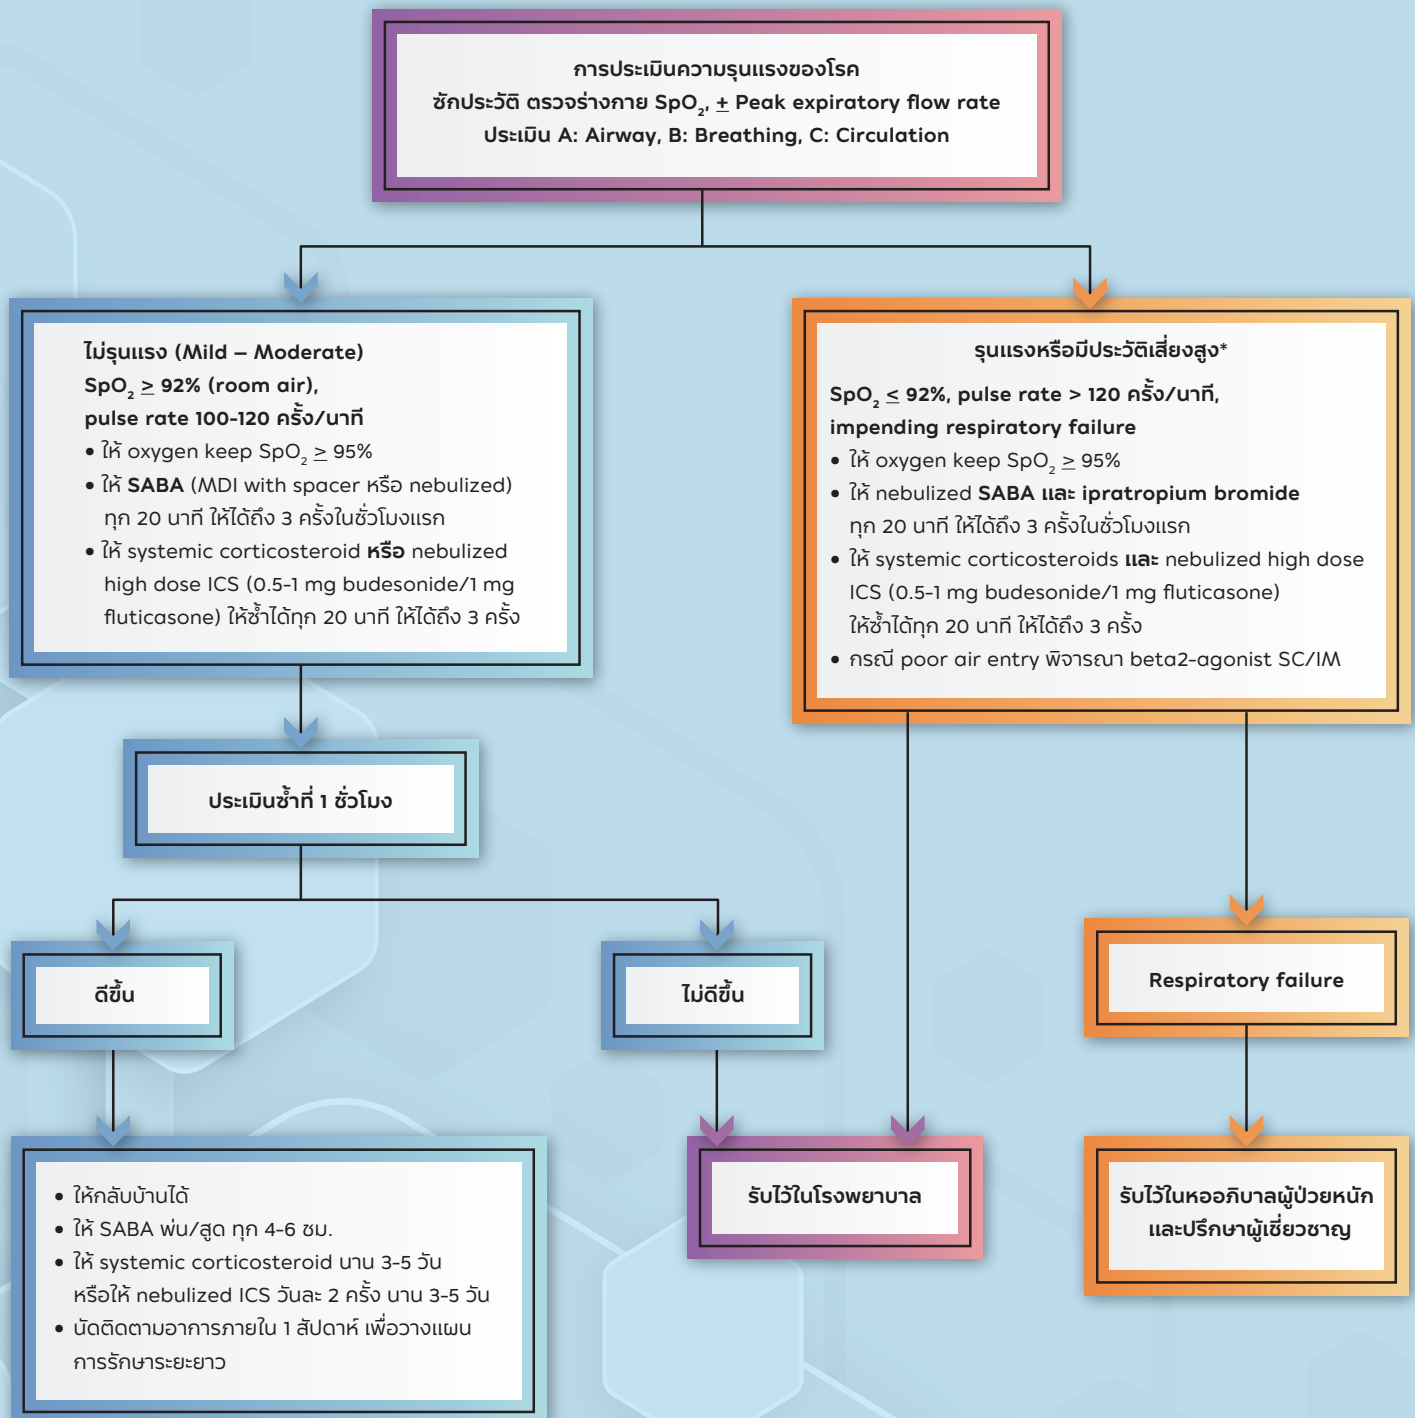 การประเมินความรุนแรงของโรค
ซักประวัติ ตรวจร่างกาย SpO₂, ± Peak expiratory flow rate
ประเมิน A: Airway, B: Breathing, C: Circulation
ไม่รุนแรง (Mild – Moderate)
SpO₂ ≥ 92% (room air),
pulse rate 100-120 ครั้ง/นาที
• ให้ oxygen keep SpO₂ ≥ 95%
• ให้ SABA (MDI with spacer หรือ nebulized)
ทุก 20 นาที ให้ได้ถึง 3 ครั้งในชั่วโมงแรก
• ให้ systemic corticosteroid หรือ nebulized
high dose ICS (0.5-1 mg budesonide/1 mg
fluticasone) ให้ซ้ำได้ทุก 20 นาที ให้ได้ถึง 3 ครั้ง
รุนแรงหรือมีประวัติเสี่ยงสูง*
SpO₂ ≤ 92%, pulse rate > 120 ครั้ง/นาที,
impending respiratory failure
• ให้ oxygen keep SpO₂ ≥ 95%
• ให้ nebulized SABA และ ipratropium bromide
ทุก 20 นาที ให้ได้ถึง 3 ครั้งในชั่วโมงแรก
• ให้ systemic corticosteroids และ nebulized high dose
ICS (0.5-1 mg budesonide/1 mg fluticasone)
ให้ซ้ำได้ทุก 20 นาที ให้ได้ถึง 3 ครั้ง
• กรณี poor air entry พิจารณา beta2-agonist SC/IM
ประเมินซ้ำที่ 1 ชั่วโมง
ดีขึ้น
ไม่ดีขึ้น
Respiratory failure
• ให้กลับบ้านได้
• ให้ SABA พ่น/สูด ทุก 4-6 ชม.
• ให้ systemic corticosteroid นาน 3-5 วัน
หรือให้ nebulized ICS วันละ 2 ครั้ง นาน 3-5 วัน
• นัดติดตามอาการภายใน 1 สัปดาห์ เพื่อวางแผน
การรักษาระยะยาว
รับไว้ในโรงพยาบาล
รับไว้ในหออภิบาลผู้ป่วยหนัก
และปรึกษาผู้เชี่ยวชาญ